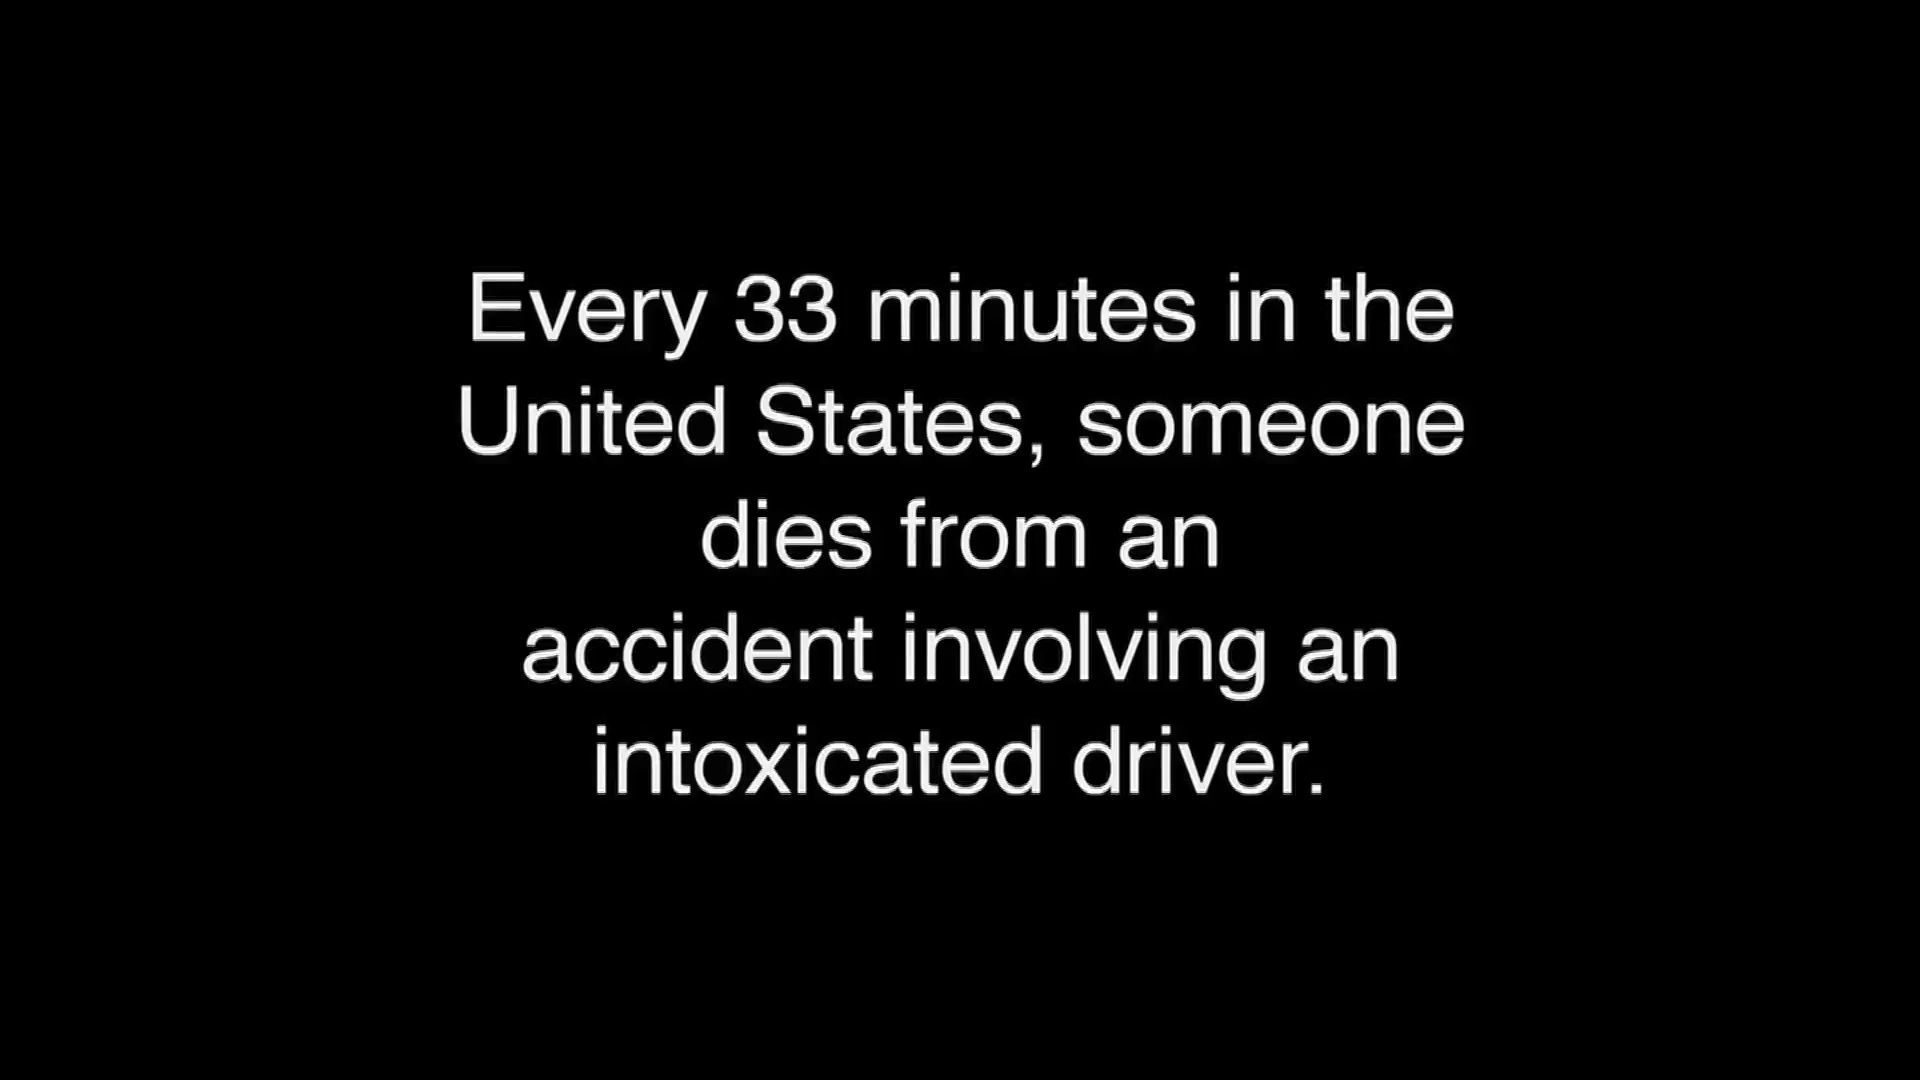 Every 33 minutes in the
United States, someone
dies from an
accident involving an
intoxicated driver.